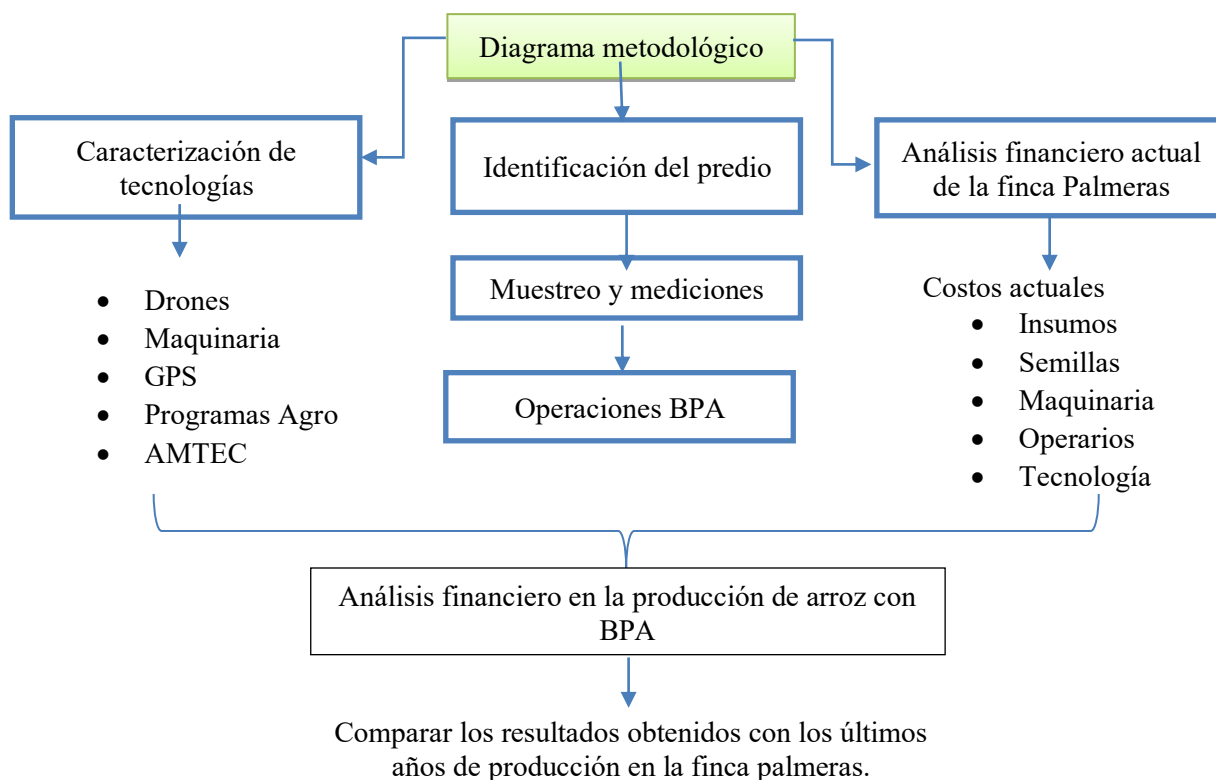 Diagrama metodológico
Caracterización de
tecnologías
Identificación del predio
Análisis financiero actual
de la finca Palmeras
Muestreo y mediciones
Operaciones BPA
• Drones
• Maquinaria
• GPS
• Programas Agro
• AMTEC
Costos actuales
• Insumos
• Semillas
• Maquinaria
• Operarios
• Tecnología
Análisis financiero en la producción de arroz con
BPA
Comparar los resultados obtenidos con los últimos
años de producción en la finca palmeras.